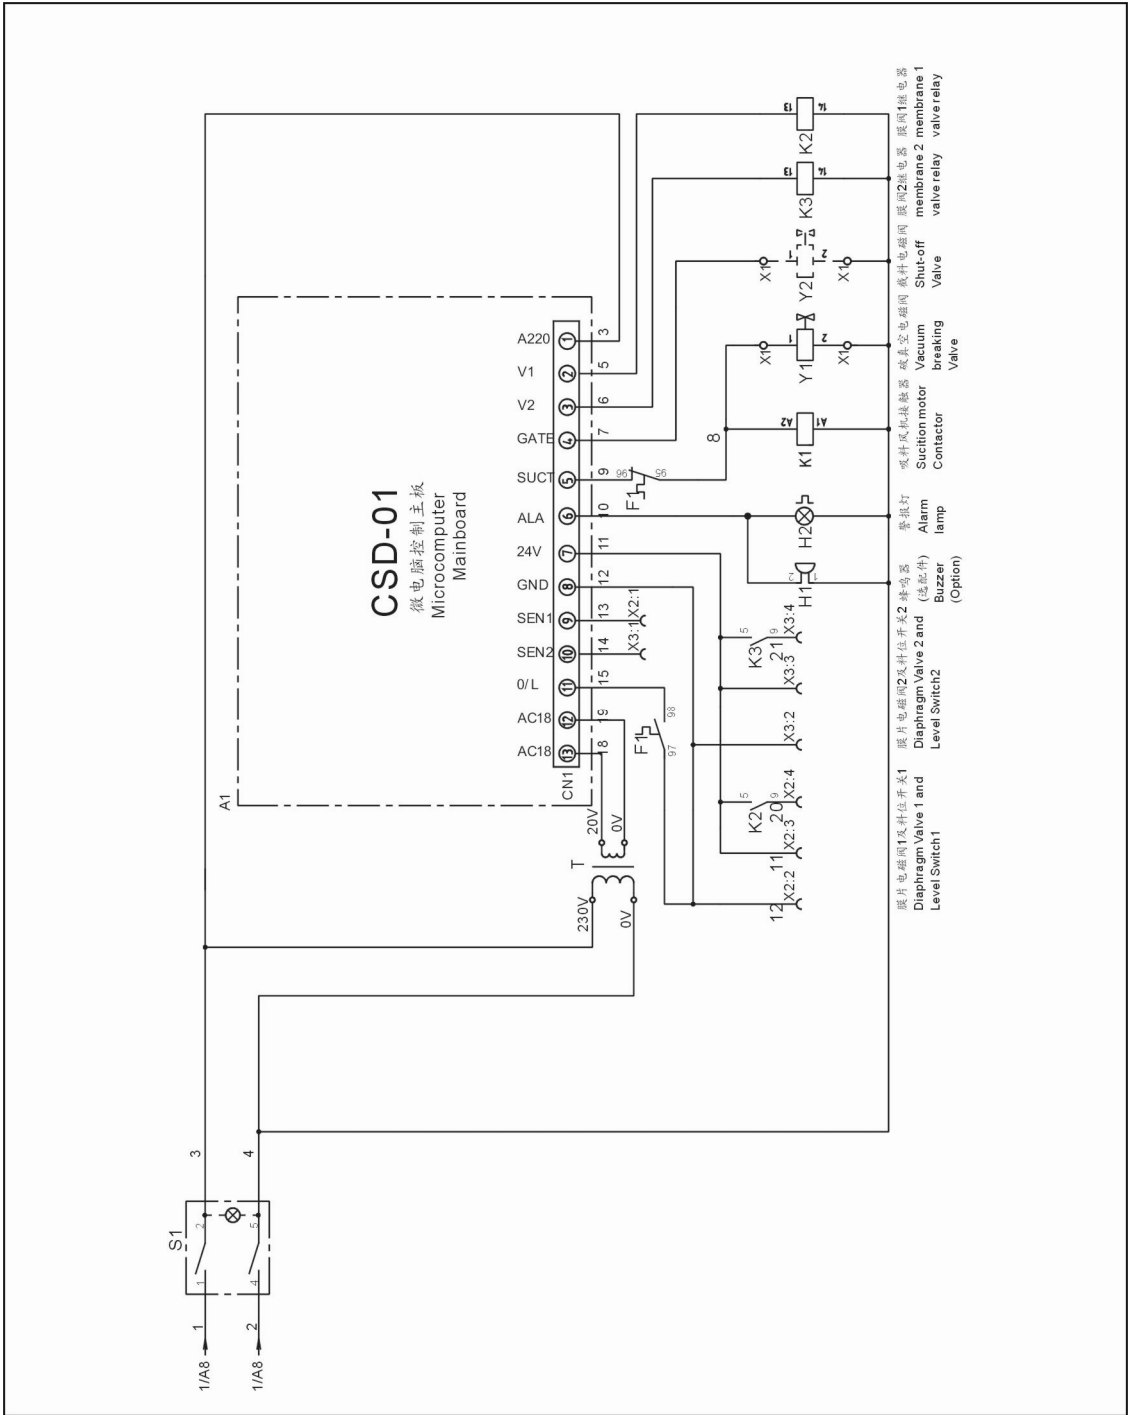 CSD-01
微电脑控制主板
Microcomputer
Mainboard
A1
CN1
A220
V1
V2
GATE
SUCT
ALA
24V
GND
SEN1
SEN2
0/L
AC18
AC18
1
2
3
4
5
6
7
8
9
10
11
12
13
3
5
6
7
9
10
11
12
13
14
15
19
18
X2:1
X3:1
F1
96
95
8
F1
98
97
T
20V
0V
230V
0V
S1
1
2
4
5
3
4
1
2
1/A8
1/A8
K2
13
14
K3
13
14
Y2
1
2
X1
X1
Y1
1
2
X1
X1
K1
A2
A1
H2
H1
2
1
K3
5
9
21
X3:4
X3:3
X3:2
K2
5
9
20
X2:4
11
X2:3
12
X2:2
膜阀1继电器
membrane 1
valve relay
膜阀2继电器
membrane 2
valve relay
截料电磁阀
Shut-off
Valve
破真空电磁阀
Vacuum
breaking
Valve
吸料风机接触器
Sucition motor
Contactor
警报灯
Alarm
lamp
蜂鸣器
(选配件)
Buzzer
(Option)
膜片电磁阀2及料位开关2
Diaphragm Valve 2 and
Level Switch2
膜片电磁阀1及料位开关1
Diaphragm Valve 1 and
Level Switch1